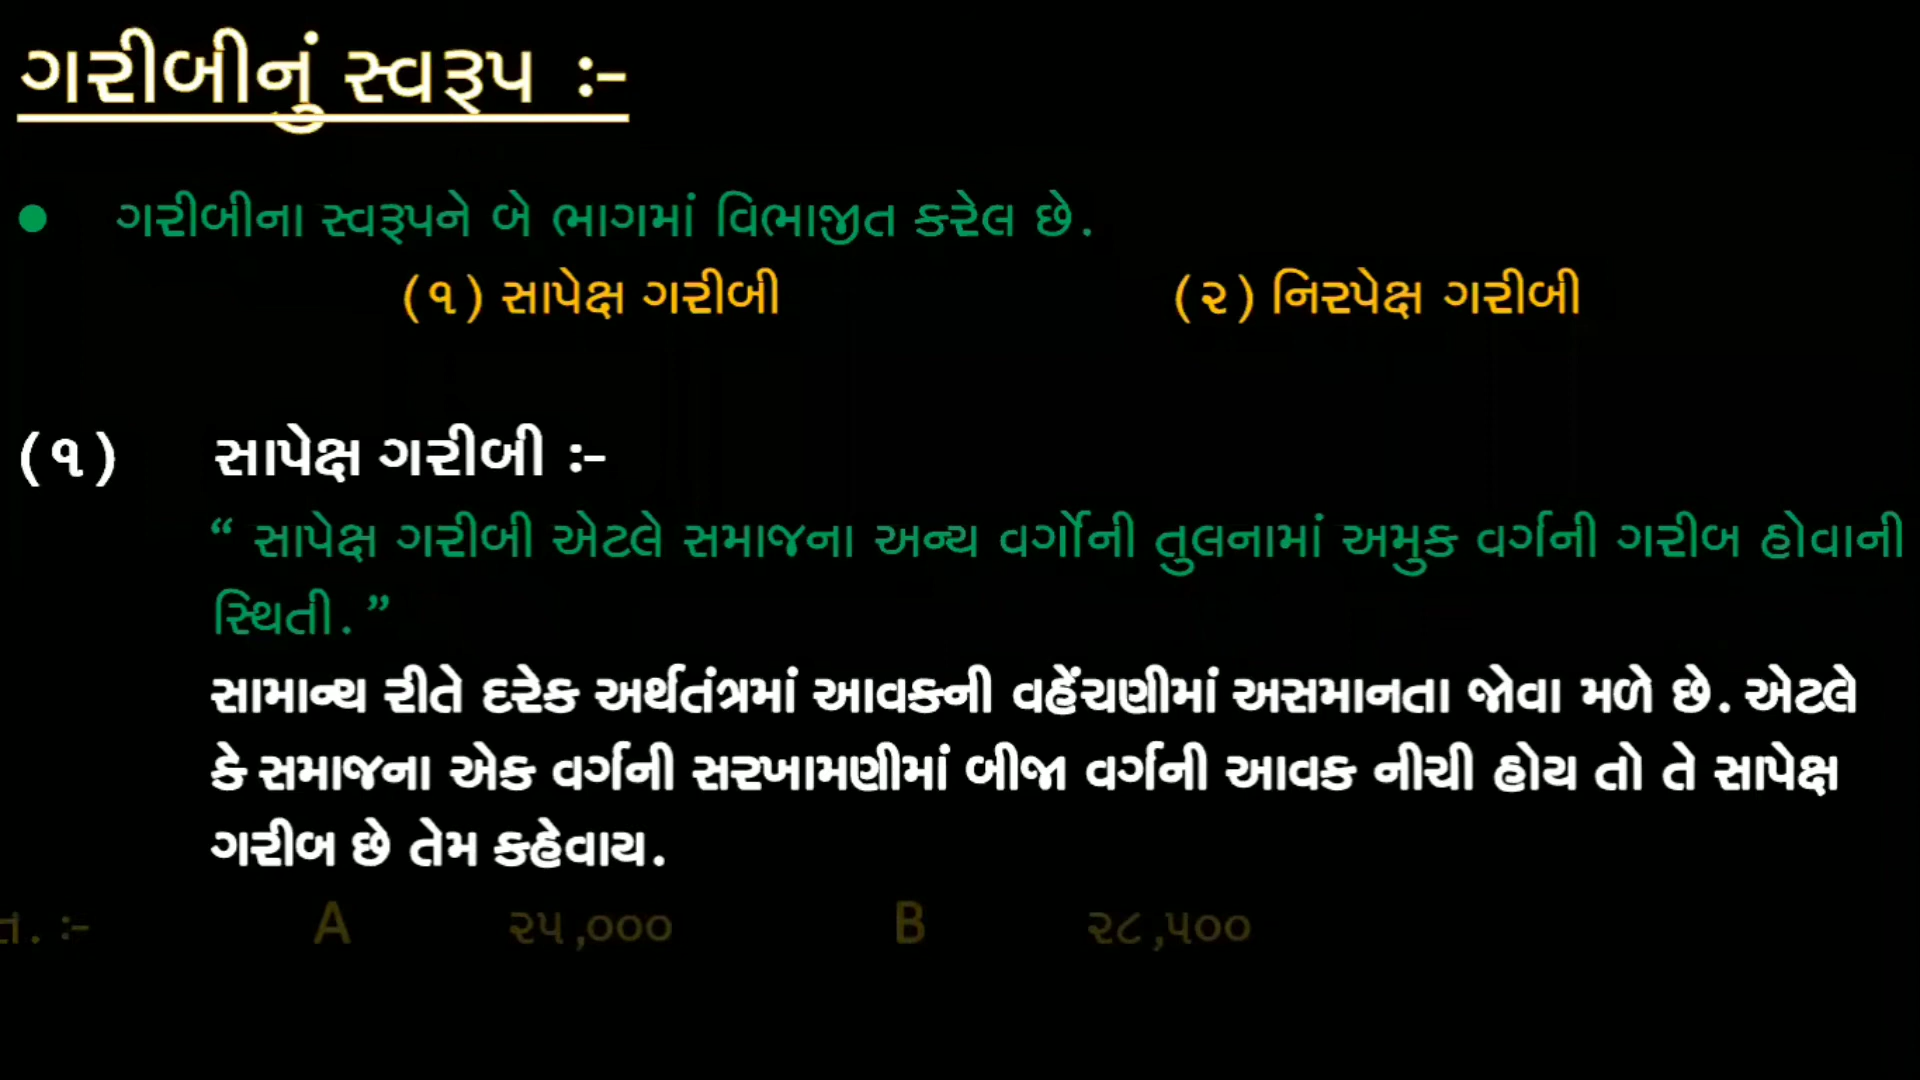 ગરીબીનું સ્વરૂપ :-
● ગરીબીના સ્વરૂપને બે ભાગમાં વિભાજીત કરેલ છે.
(૧) સાપેક્ષ ગરીબી (૨) નિરપેક્ષ ગરીબી
(૧) સાપેક્ષ ગરીબી :-
“ સાપેક્ષ ગરીબી એટલે સમાજના અન્ય વર્ગોની તુલનામાં અમુક વર્ગની ગરીબ હોવાની
સ્થિતી. ”
સામાન્ય રીતે દરેક અર્થતંત્રમાં આવકની વહેંચણીમાં અસમાનતા જોવા મળે છે. એટલે
કે સમાજના એક વર્ગની સરખામણીમાં બીજા વર્ગની આવક નીચી હોય તો તે સાપેક્ષ
ગરીબ છે તેમ કહેવાય.
ત. :- A ૨૫,૦૦૦ B ૨૮,૫૦૦